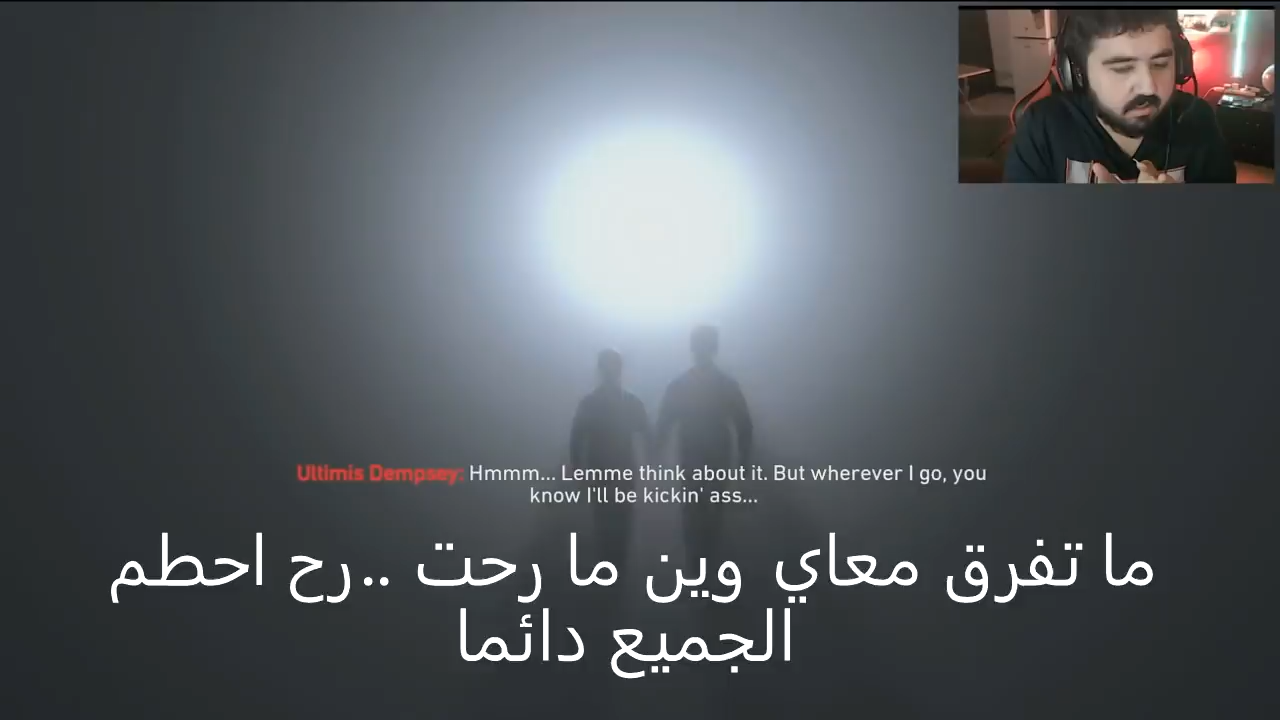 Ultimis Dempsey: Hmmm... Lemme think about it. But wherever I go, you
know I'll be kickin' ass...
ما تفرق معاي وين ما رحت ..رح احطم
الجميع دائما